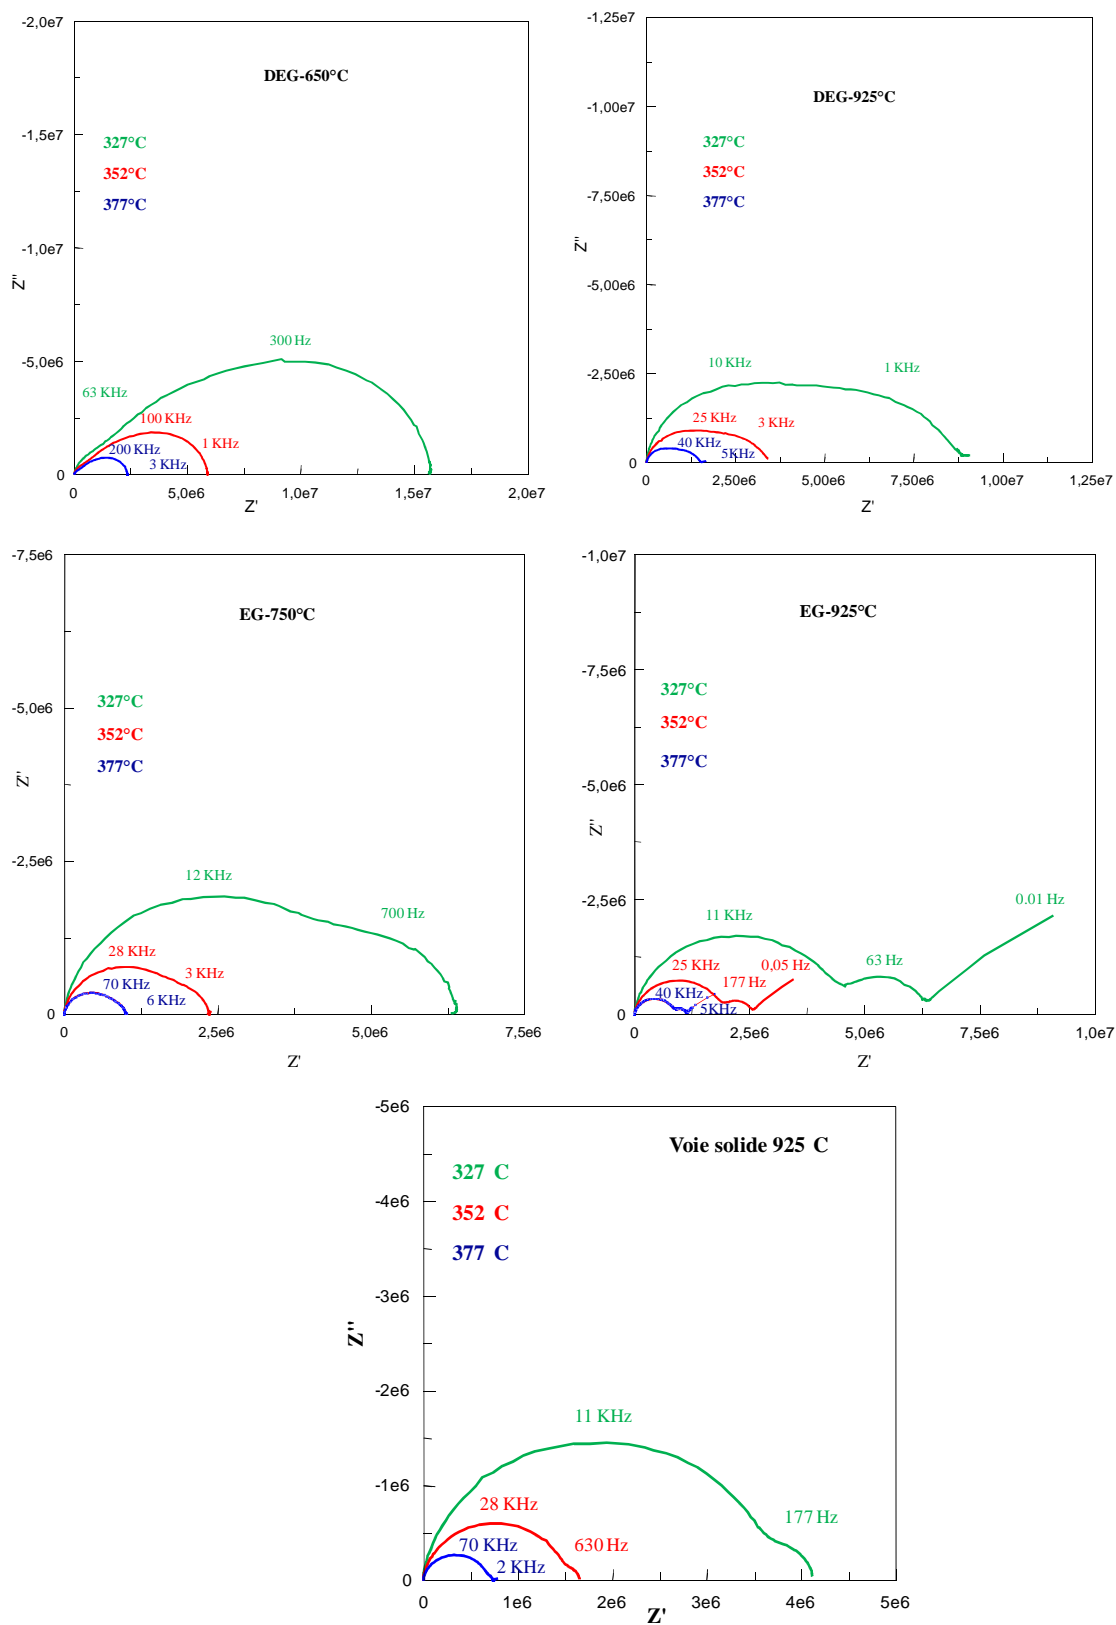 -2,0e7
DEG-650°C
-1,5e7
327°C
352°C
377°C
-1,0e7
Z''
300 Hz
-5,0e6
63 KHz
100 KHz
1 KHz
200 KHz
3 KHz
0
0 5,0e6 1,0e7 1,5e7 2,0e7
Z'
-1,25e7
DEG-925°C
-1,00e7
327°C
352°C
377°C
-7,50e6
Z''
-5,00e6
-2,50e6
10 KHz
1 KHz
25 KHz
3 KHz
40 KHz
5KHz
0
0 2,50e6 5,00e6 7,50e6 1,00e7 1,25e7
Z'
-7,5e6
EG-750°C
327°C
-5,0e6
352°C
377°C
Z''
-2,5e6
12 KHz
700 Hz
28 KHz
3 KHz
70 KHz
6 KHz
0
0 2,5e6 5,0e6 7,5e6
Z'
-1,0e7
EG-925°C
-7,5e6
327°C
352°C
377°C
-5,0e6
Z''
-2,5e6
0.01 Hz
11 KHz
63 Hz
25 KHz
0,05 Hz
177 Hz
40 KHz
5KHz
0
0 2,5e6 5,0e6 7,5e6 1,0e7
Z'
-5e6
Voie solide 925 C
327 C
-4e6
352 C
377 C
-3e6
Z''
-2e6
11 KHz
-1e6
28 KHz
177 Hz
70 KHz
630 Hz
2 KHz
0
0 1e6 2e6 3e6 4e6 5e6
Z'